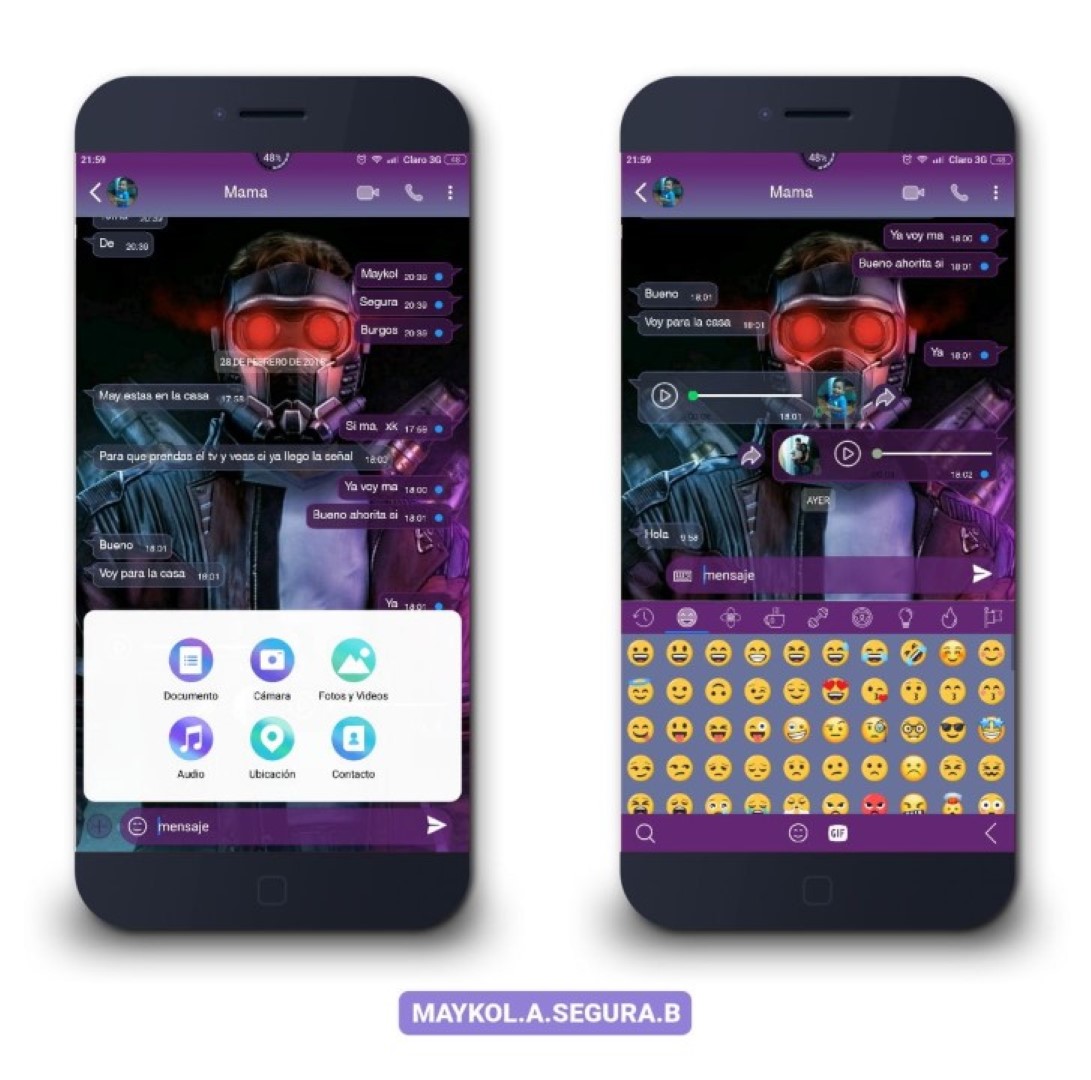 21:59
48%
Claro 3G
48
Mama
20:39
De 20:39
Maykol 20:39
Segura 20:39
Burgos 20:39
28 DE FEBRERO DE 2018
May estas en la casa 17:58
Si ma, xk 17:59
Para que prendas el tv y veas si ya llego la señal 18:00
Ya voy ma 18:00
Bueno ahorita si 18:01
Bueno 18:01
Voy para la casa 18:01
Ya 18:01
Documento
Cámara
Fotos y Videos
Audio
Ubicación
Contacto
mensaje
21:59
48%
Claro 3G
48
Mama
Ya voy ma 18:00
Bueno ahorita si 18:01
Bueno 18:01
Voy para la casa 18:01
Ya 18:01
18:01
18:02
AYER
Hola 9:58
mensaje
GIF
MAYKOL.A.SEGURA.B